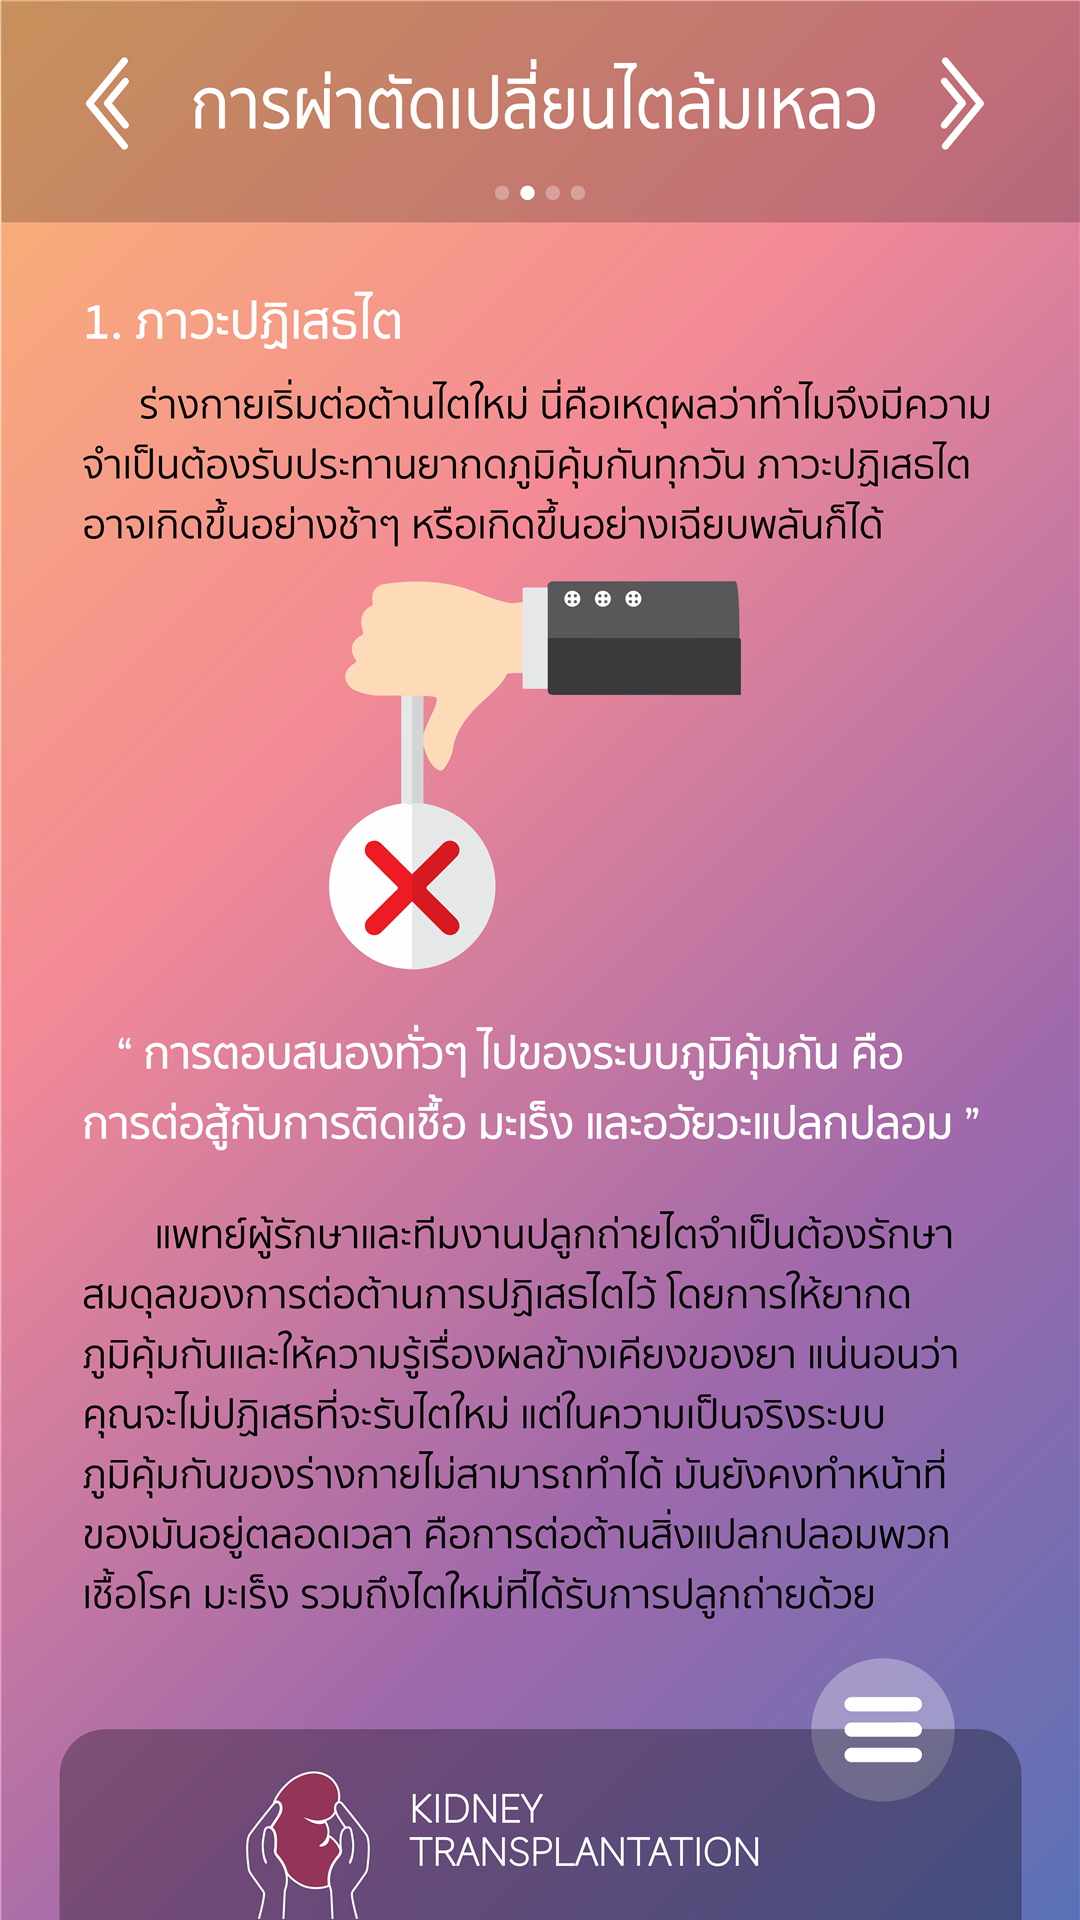 การผ่าตัดเปลี่ยนไตล้มเหลว
1. ภาวะปฏิเสธไต
ร่างกายเริ่มต่อต้านไตใหม่ นี่คือเหตุผลว่าทำไมจึงมีความ
จำเป็นต้องรับประทานยากดภูมิคุ้มกันทุกวัน ภาวะปฏิเสธไต
อาจเกิดขึ้นอย่างช้าๆ หรือเกิดขึ้นอย่างเฉียบพลันก็ได้
“ การตอบสนองทั่วๆ ไปของระบบภูมิคุ้มกัน คือ
การต่อสู้กับการติดเชื้อ มะเร็ง และอวัยวะแปลกปลอม ”
แพทย์ผู้รักษาและทีมงานปลูกถ่ายไตจำเป็นต้องรักษา
สมดุลของการต่อต้านการปฏิเสธไตไว้ โดยการให้ยากด
ภูมิคุ้มกันและให้ความรู้เรื่องผลข้างเคียงของยา แน่นอนว่า
คุณจะไม่ปฏิเสธที่จะรับไตใหม่ แต่ในความเป็นจริงระบบ
ภูมิคุ้มกันของร่างกายไม่สามารถทำได้ มันยังคงทำหน้าที่
ของมันอยู่ตลอดเวลา คือการต่อต้านสิ่งแปลกปลอมพวก
เชื้อโรค มะเร็ง รวมถึงไตใหม่ที่ได้รับการปลูกถ่ายด้วย
KIDNEY
TRANSPLANTATION